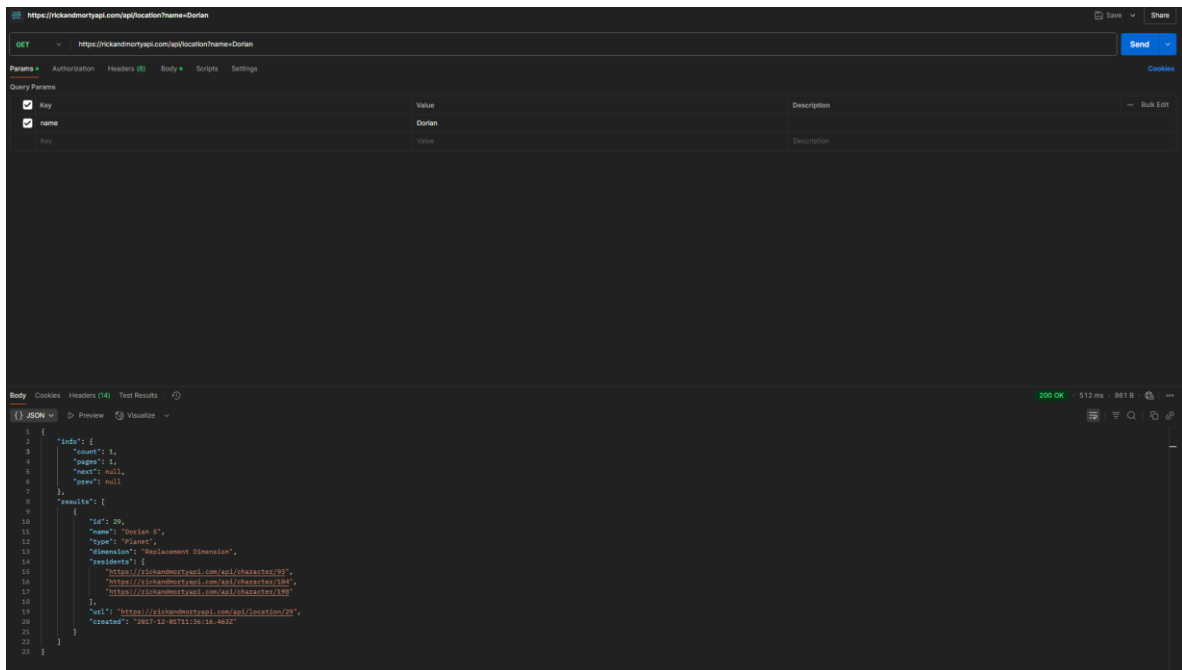 https://rickandmortyapi.com/api/location?name=Dorian
Save
Share
GET https://rickandmortyapi.com/api/location?name=Dorian
Send
Params Authorization Headers (8) Body Scripts Settings
Cookies
Query Params
Key Value Description ... Bulk Edit
name Dorian
Key Value Description
Body Cookies Headers (14) Test Results
200 OK · 512 ms · 861 B · ...
{} JSON Preview Visualize
1 {
2 "info": {
3 "count": 1,
4 "pages": 1,
5 "next": null,
6 "prev": null
7 },
8 "results": [
9 {
10 "id": 29,
11 "name": "Dorian 5",
12 "type": "Planet",
13 "dimension": "Replacement Dimension",
14 "residents": [
15 "https://rickandmortyapi.com/api/character/93",
16 "https://rickandmortyapi.com/api/character/104",
17 "https://rickandmortyapi.com/api/character/198"
18 ],
19 "url": "https://rickandmortyapi.com/api/location/29",
20 "created": "2017-12-01T11:36:16.463Z"
21 }
22 ]
23 }